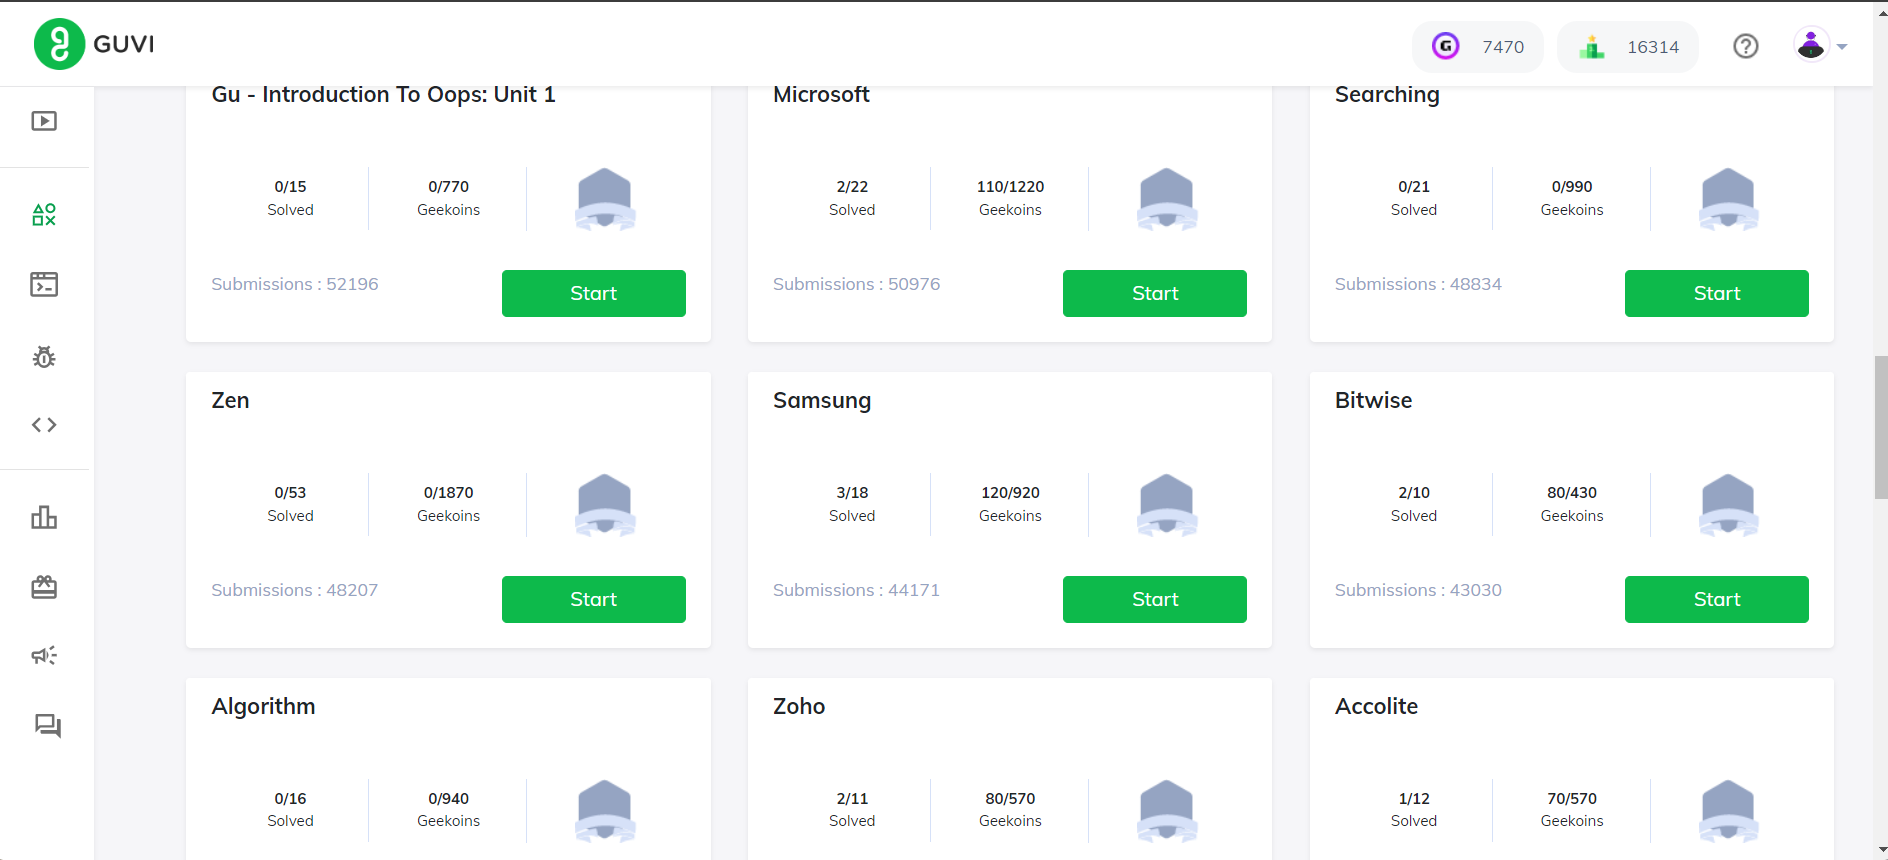 GUVI
7470
16314
Gu - Introduction To Oops: Unit 1
0/15
Solved
0/770
Geekoins
Submissions : 52196
Start
Microsoft
2/22
Solved
110/1220
Geekoins
Submissions : 50976
Start
Searching
0/21
Solved
0/990
Geekoins
Submissions : 48834
Start
Zen
0/53
Solved
0/1870
Geekoins
Submissions : 48207
Start
Samsung
3/18
Solved
120/920
Geekoins
Submissions : 44171
Start
Bitwise
2/10
Solved
80/430
Geekoins
Submissions : 43030
Start
Algorithm
0/16
Solved
0/940
Geekoins
Zoho
2/11
Solved
80/570
Geekoins
Accolite
1/12
Solved
70/570
Geekoins